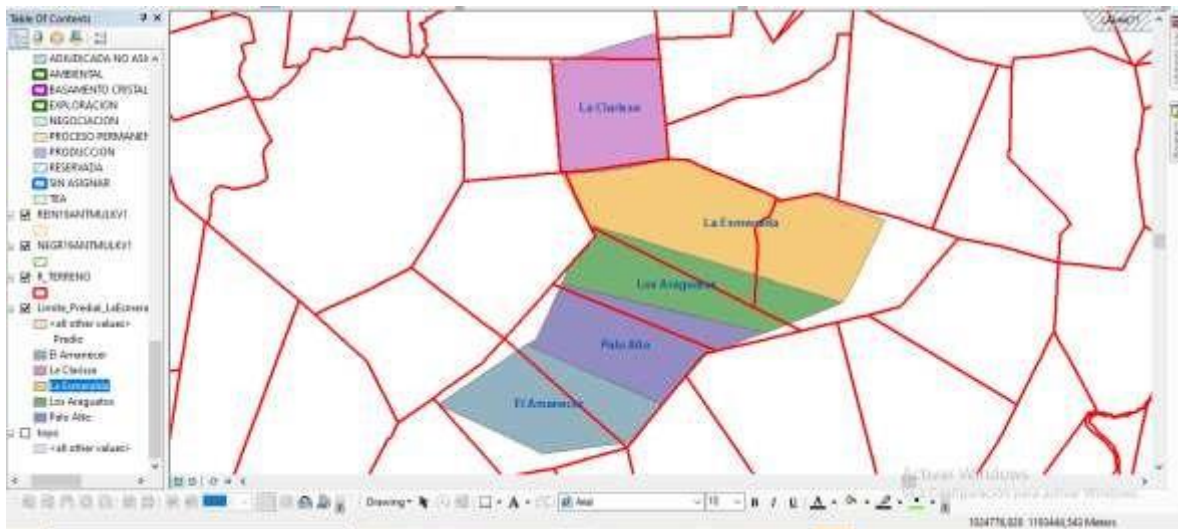 Table Of Contents
ADJUDICADA NO ASI
AMBIENTAL
BASAMENTO CRISTAL
EXPLORACION
NEGOCIACION
PROCESO PERMANEN
PRODUCCION
RESERVADA
SIN ASIGNAR
TEA
R_TERRENO
Limite_Predial_LaEsmera
<all other values>
Predio
El Amanecer
La Clarissa
La Esmeralda
Los Araguatos
Palo Alto
<all other values>
La Clarissa
La Esmeralda
Los Araguatos
Palo Alto
El Amanecer
Activar Windows
Drawing
A
Arial
10
B I U A
Meters